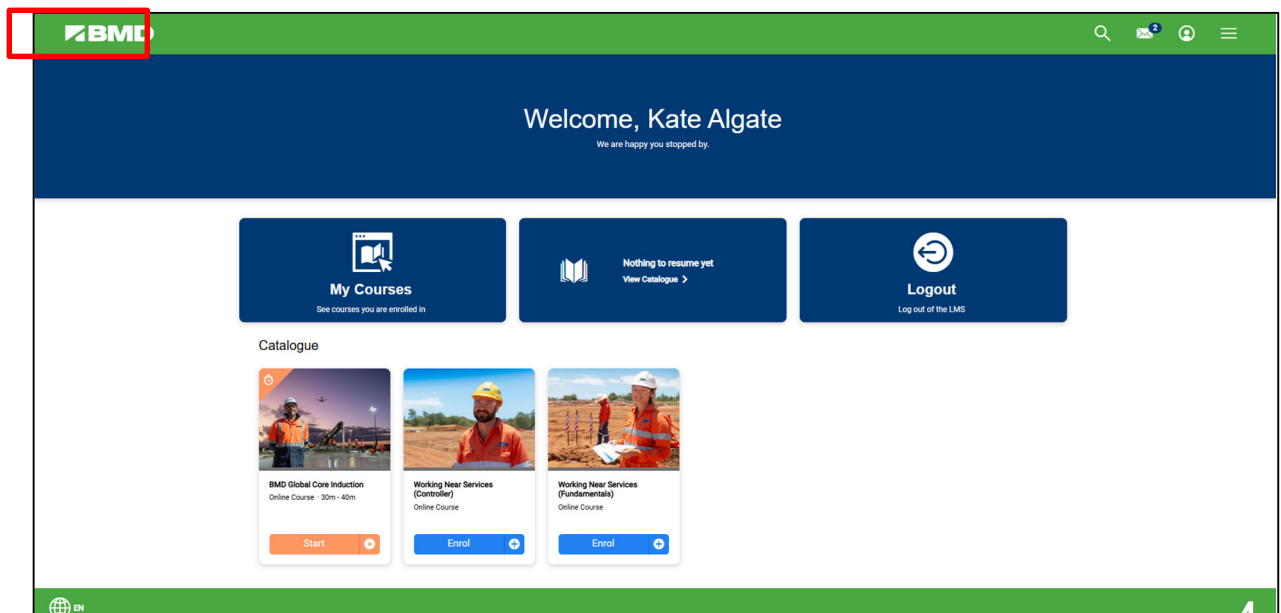 BMD
2
Welcome, Kate Algate
We are happy you stopped by.
My Courses
See courses you are enrolled in
Nothing to resume yet
View Catalogue
Logout
Log out of the LMS
Catalogue
BMD Global Core Induction
Online Course · 30m - 40m
Start
Working Near Services
(Controller)
Online Course
Enrol
Working Near Services
(Fundamentals)
Online Course
Enrol
EN